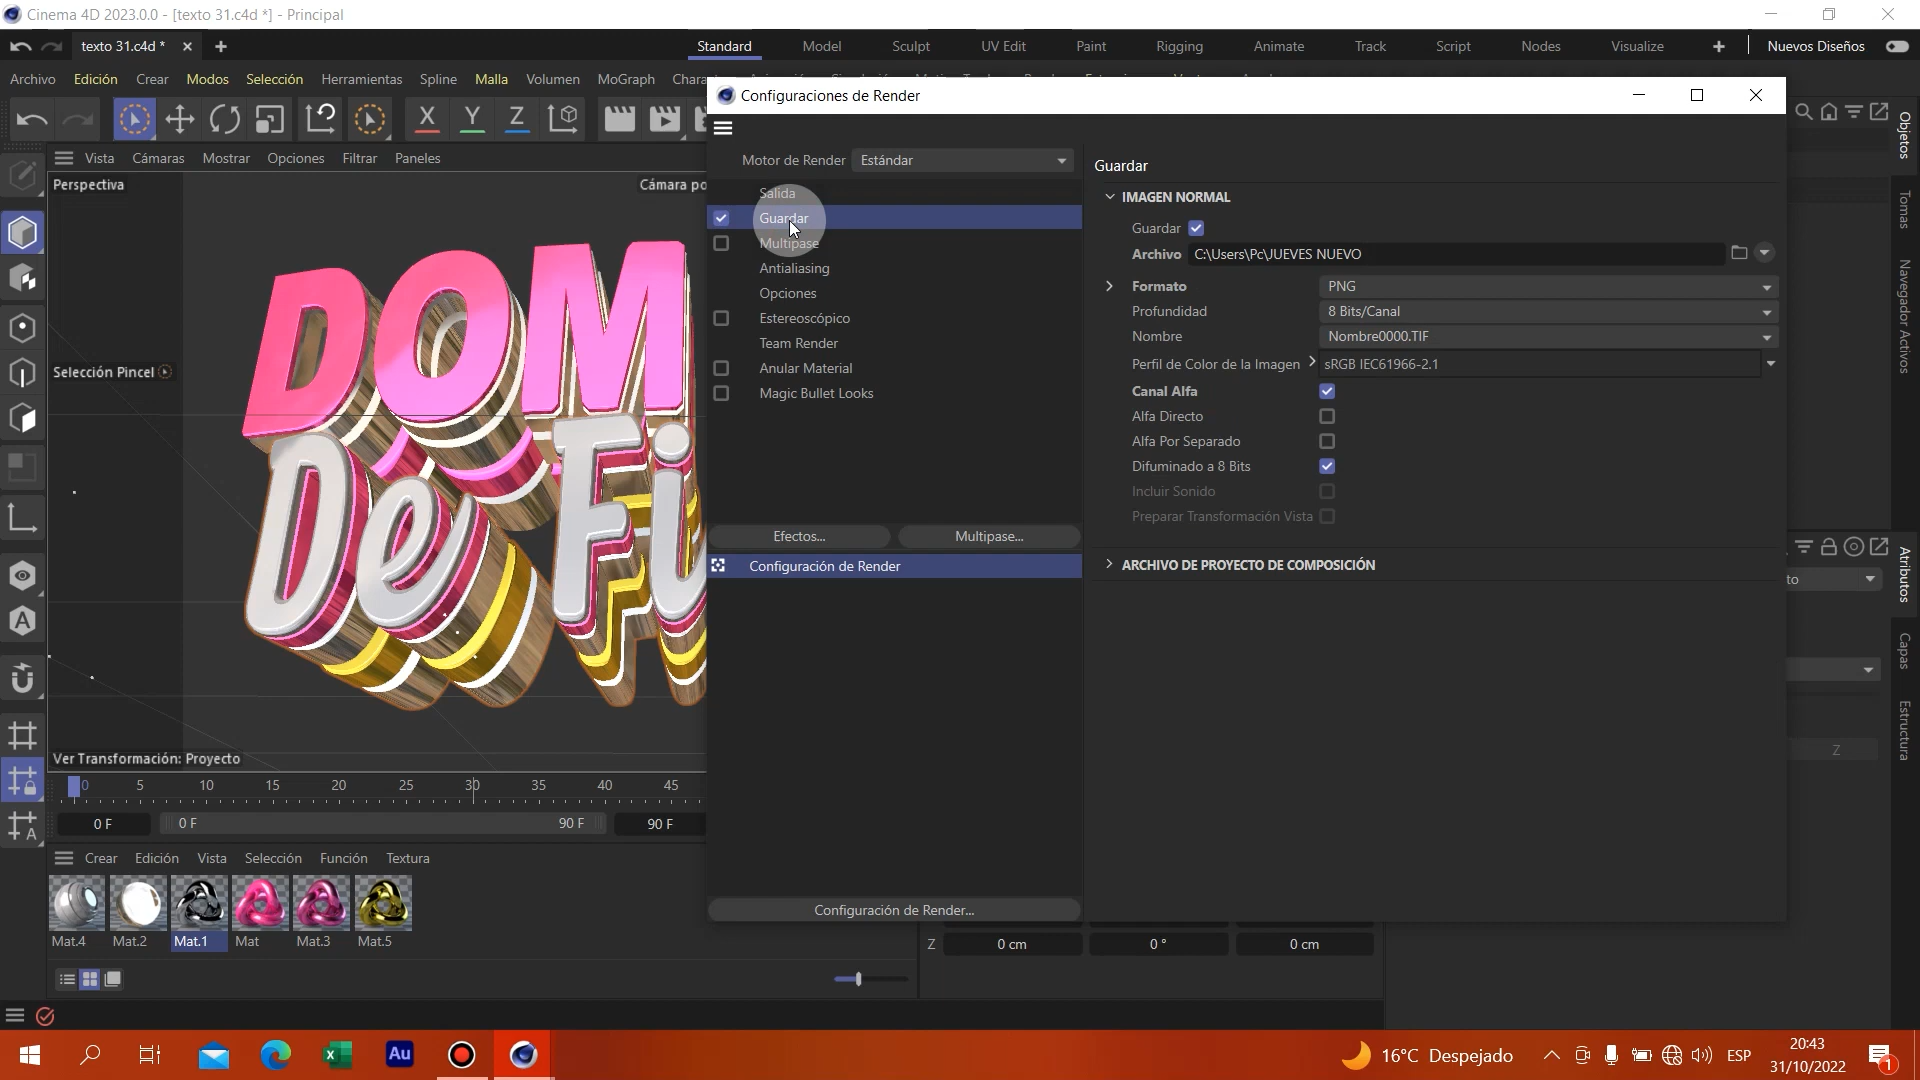 Cinema 4D 2023.0.0 - [texto 31.c4d *] - Principal
texto 31.c4d *
Standard
Model
Sculpt
UV Edit
Paint
Rigging
Animate
Track
Script
Nodes
Visualize
Nuevos Diseños
Archivo Edición Crear Modos Selección Herramientas Spline Malla Volumen MoGraph
X
Y
Z
Vista Cámaras Mostrar Opciones Filtrar Paneles
Perspectiva
Cámara po
Selección Pincel
DOM
De Fi
Ver Transformación: Proyecto
Configuraciones de Render
Motor de Render Estándar
Salida
Guardar
Multipase
Antialiasing
Opciones
Estereoscópico
Team Render
Anular Material
Magic Bullet Looks
Efectos...
Multipase...
Configuración de Render
Configuración de Render...
Guardar
IMAGEN NORMAL
Guardar
Archivo C:\Users\Pc\JUEVES NUEVO
Formato PNG
Profundidad 8 Bits/Canal
Nombre Nombre0000.TIF
Perfil de Color de la Imagen sRGB IEC61966-2.1
Canal Alfa
Alfa Directo
Alfa Por Separado
Difuminado a 8 Bits
Incluir Sonido
Preparar Transformación Vista
ARCHIVO DE PROYECTO DE COMPOSICIÓN
Objetos
Tomas
Navegador Activos
Atributos
Capas
Estructura
to
Z
0 5 10 15 20 25 30 35 40 45
0 F
0 F
90 F
90 F
Crear Edición Vista Selección Función Textura
Mat.4 Mat.2 Mat.1 Mat Mat.3 Mat.5
Z 0 cm 0 ° 0 cm
Au
16°C Despejado
ESP
20:43
31/10/2022
1